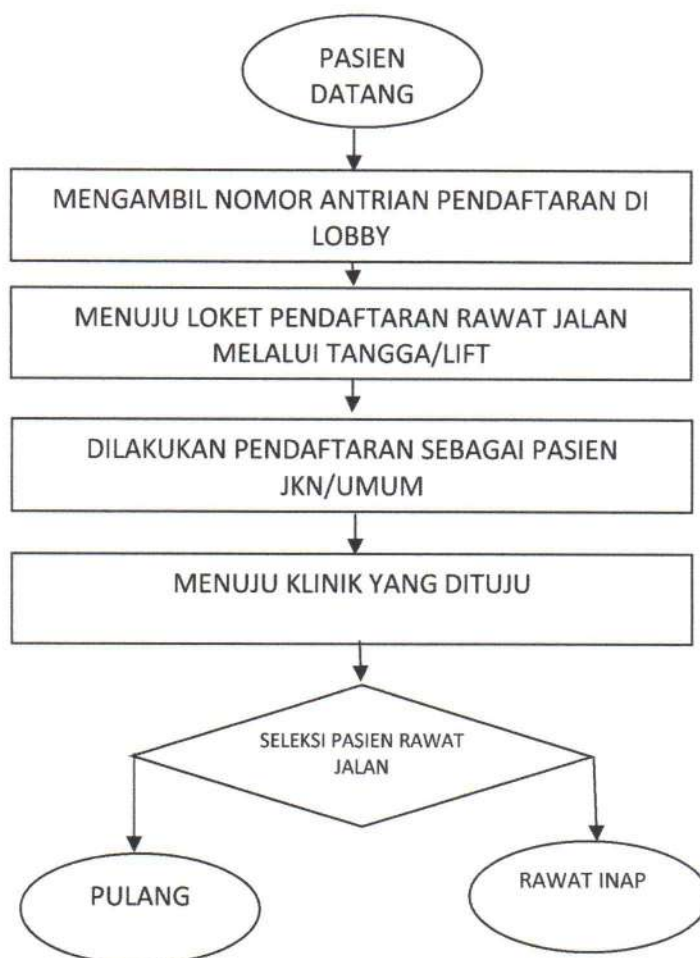 PASIEN
DATANG
MENGAMBIL NOMOR ANTRIAN PENDAFTARAN DI
LOBBY
MENUJU LOKET PENDAFTARAN RAWAT JALAN
MELALUI TANGGA/LIFT
DILAKUKAN PENDAFTARAN SEBAGAI PASIEN
JKN/UMUM
MENUJU KLINIK YANG DITUJU
SELEKSI PASIEN RAWAT
JALAN
PULANG
RAWAT INAP